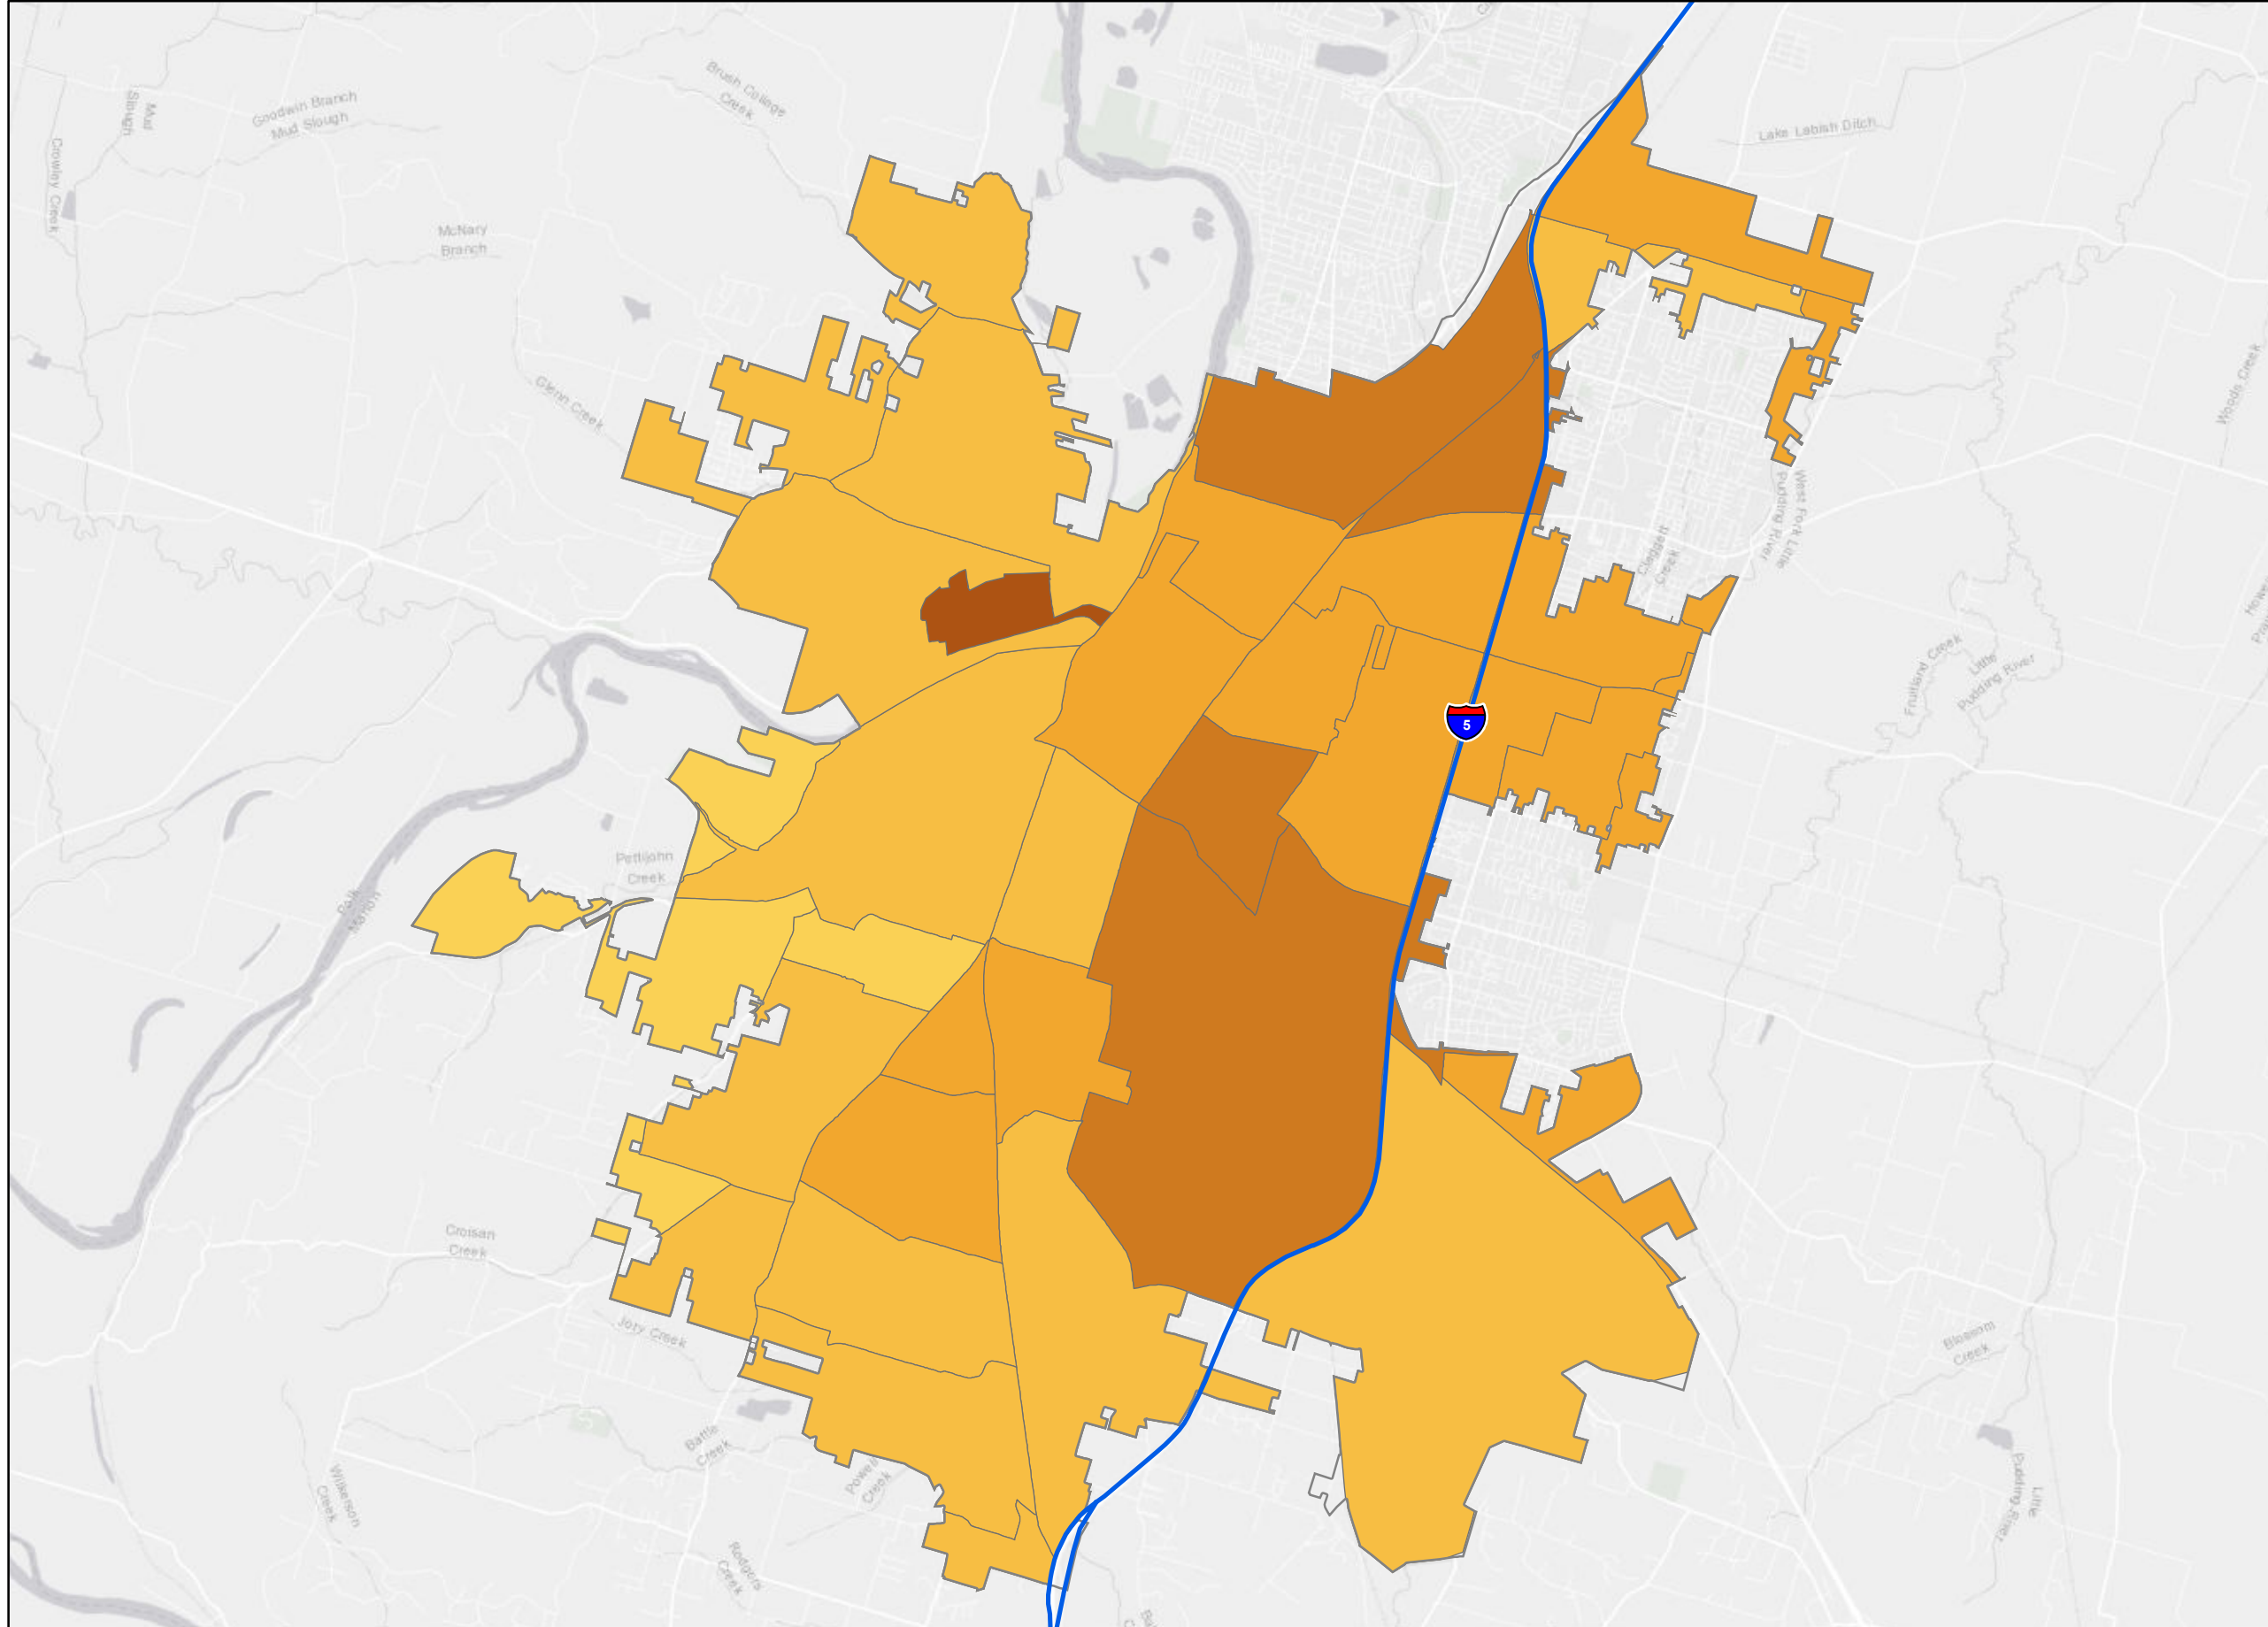 Goodwin Branch
Mud Slough
Mud
Slough
Brush College
Creek
Crowley Creek
McNary
Branch
Lake Labish Ditch
Glenn Creek
Woods Creek
West Fork Little
Pudding River
Claggett
Creek
Fruitland Creek
Little
Pudding River
5
Pettijohn
Creek
Polk
Marion
Croisan
Creek
Jory Creek
Battle
Creek
Powell
Creek
Wilkerson
Creek
Rodgers
Creek
Blossom
Creek
Little
Pudding River